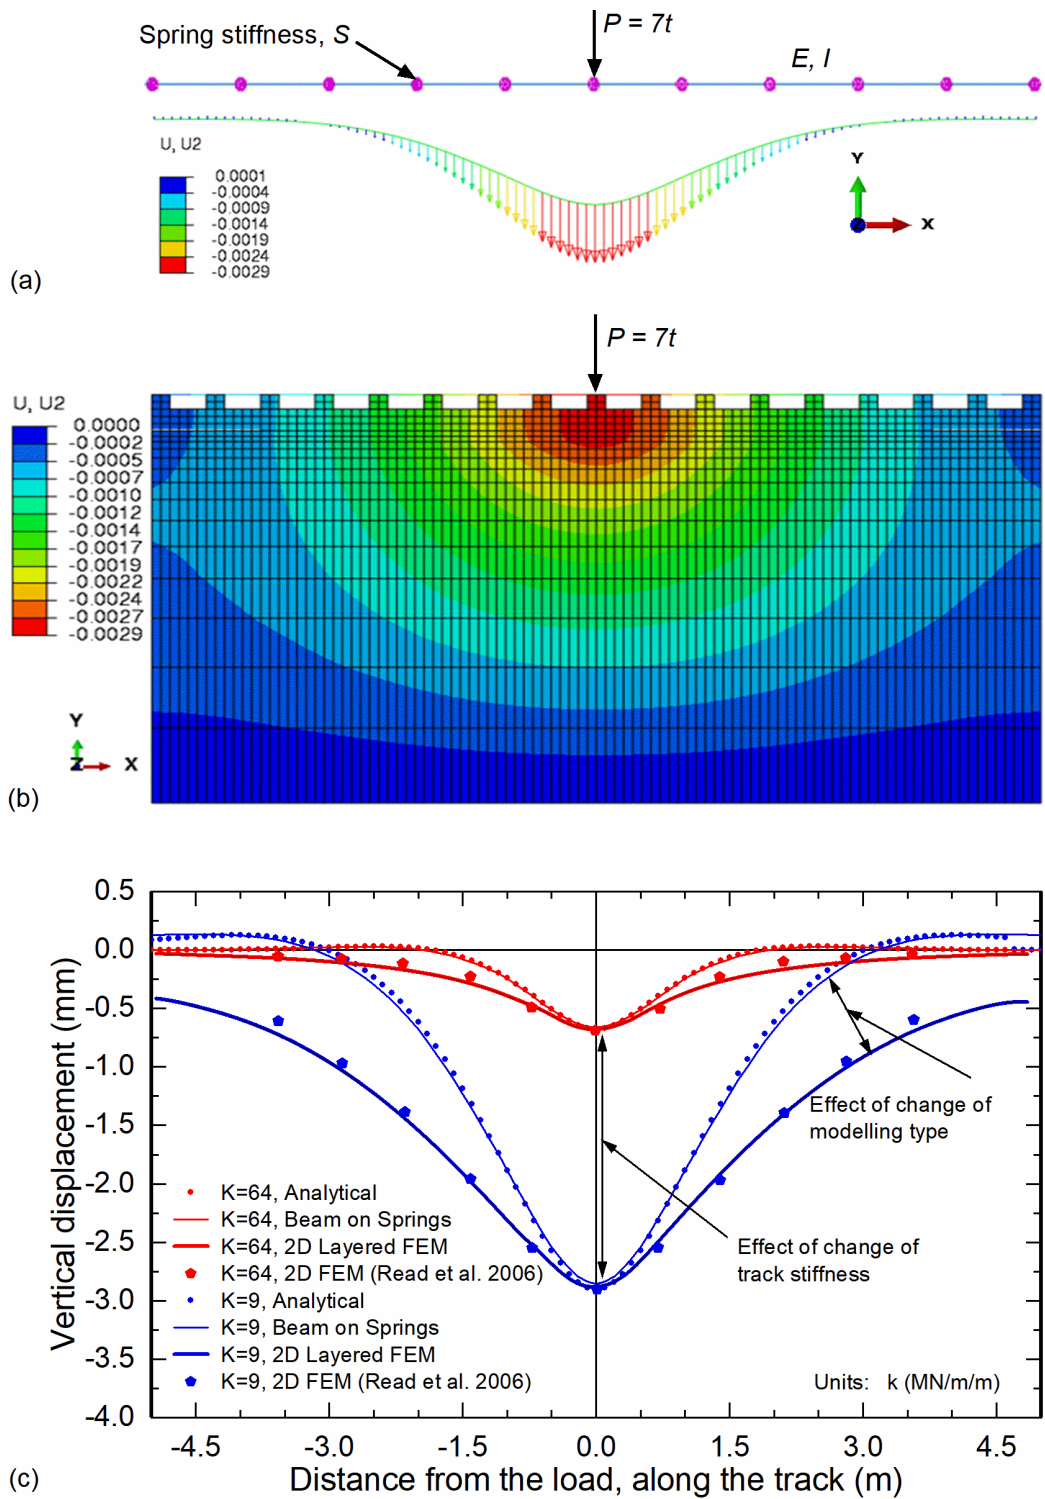 P = 7t
Spring stiffness, S
E, I
U, U2
0.0001
-0.0004
-0.0009
-0.0014
-0.0019
-0.0024
-0.0029
Y
Z
X
(a)
P = 7t
U, U2
0.0000
-0.0002
-0.0005
-0.0007
-0.0010
-0.0012
-0.0014
-0.0017
-0.0019
-0.0022
-0.0024
-0.0027
-0.0029
Y
Z
X
(b)
0.5
0.0
-0.5
-1.0
-1.5
-2.0
-2.5
-3.0
-3.5
-4.0
Vertical displacement (mm)
Effect of change of
modelling type
Effect of change of
track stiffness
K=64, Analytical
K=64, Beam on Springs
K=64, 2D Layered FEM
K=64, 2D FEM (Read et al. 2006)
K=9, Analytical
K=9, Beam on Springs
K=9, 2D Layered FEM
K=9, 2D FEM (Read et al. 2006)
Units: k (MN/m/m)
-4.5 -3.0 -1.5 0.0 1.5 3.0 4.5
Distance from the load, along the track (m)
(c)